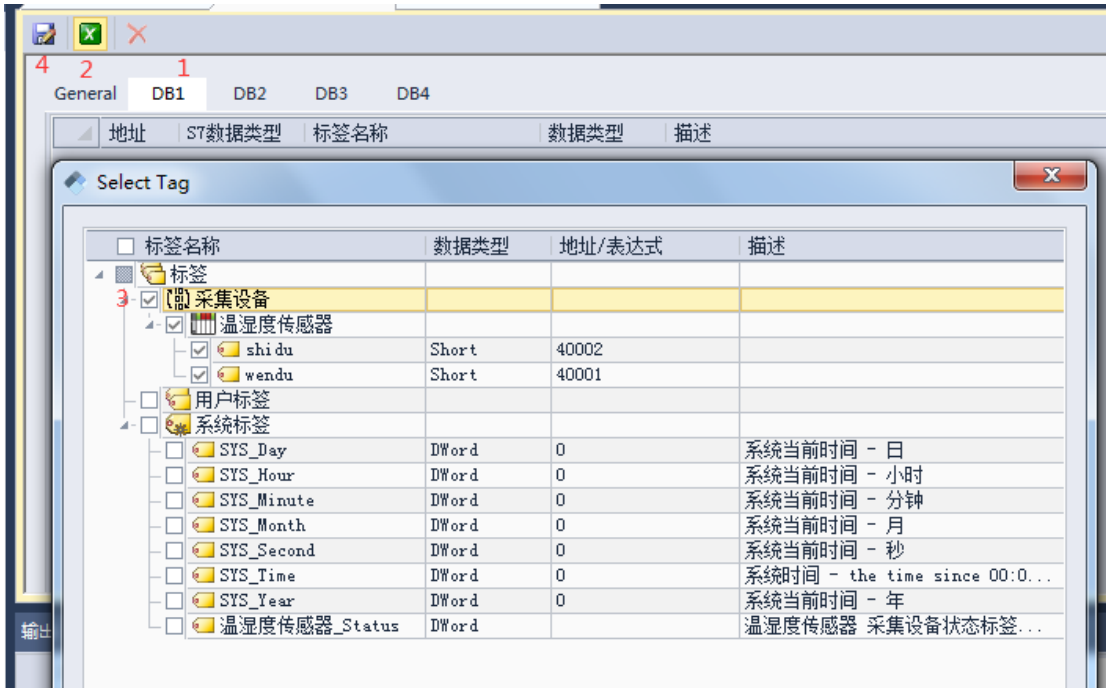 4 2 1
General DB1 DB2 DB3 DB4
地址 S7数据类型 标签名称 数据类型 描述
Select Tag
标签名称 数据类型 地址/表达式 描述
标签
3 采集设备
温湿度传感器
shidu Short 40002
wendu Short 40001
用户标签
系统标签
SYS_Day DWord 0 系统当前时间 - 日
SYS_Hour DWord 0 系统当前时间 - 小时
SYS_Minute DWord 0 系统当前时间 - 分钟
SYS_Month DWord 0 系统当前时间 - 月
SYS_Second DWord 0 系统当前时间 - 秒
SYS_Time DWord 0 系统时间 - the time since 00:0...
SYS_Year DWord 0 系统当前时间 - 年
温湿度传感器_Status DWord 温湿度传感器 采集设备状态标签...
输出